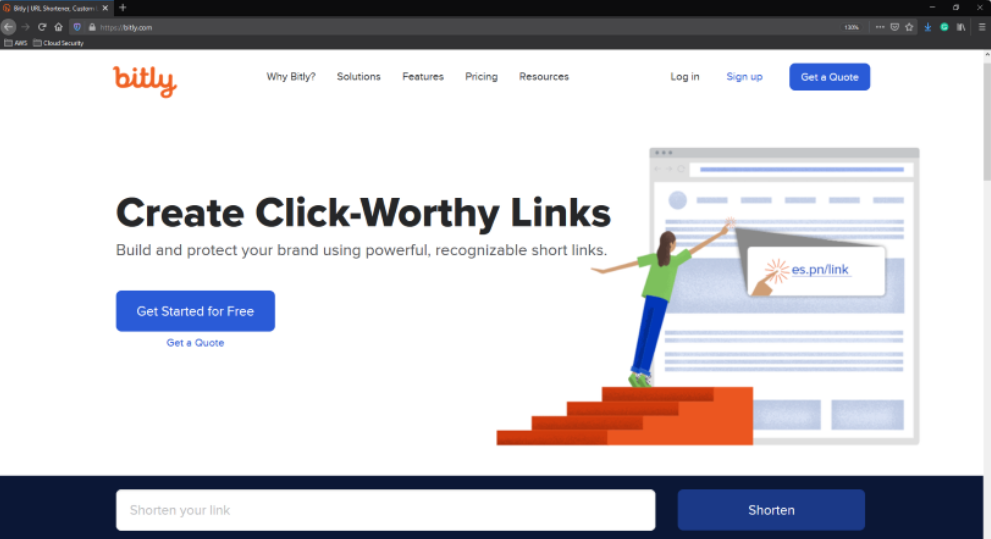 Bitly | URL Shortener, Custom
https://bitly.com
130%
AWS Cloud Security
bitly
Why Bitly? Solutions Features Pricing Resources Log in Sign up Get a Quote
Create Click-Worthy Links
Build and protect your brand using powerful, recognizable short links.
es.pn/link
Get Started for Free
Get a Quote
Shorten your link Shorten